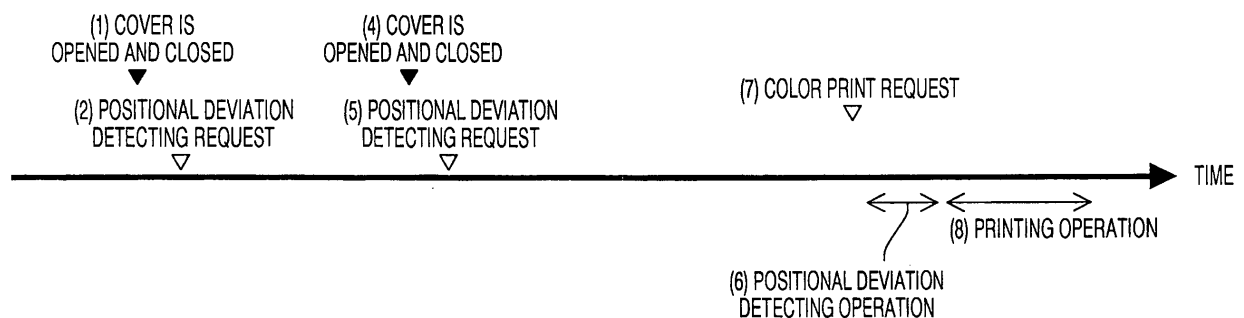 (1) COVER IS
OPENED AND CLOSED
(4) COVER IS
OPENED AND CLOSED
(2) POSITIONAL DEVIATION
DETECTING REQUEST
(5) POSITIONAL DEVIATION
DETECTING REQUEST
(7) COLOR PRINT REQUEST
TIME
(8) PRINTING OPERATION
(6) POSITIONAL DEVIATION
DETECTING OPERATION